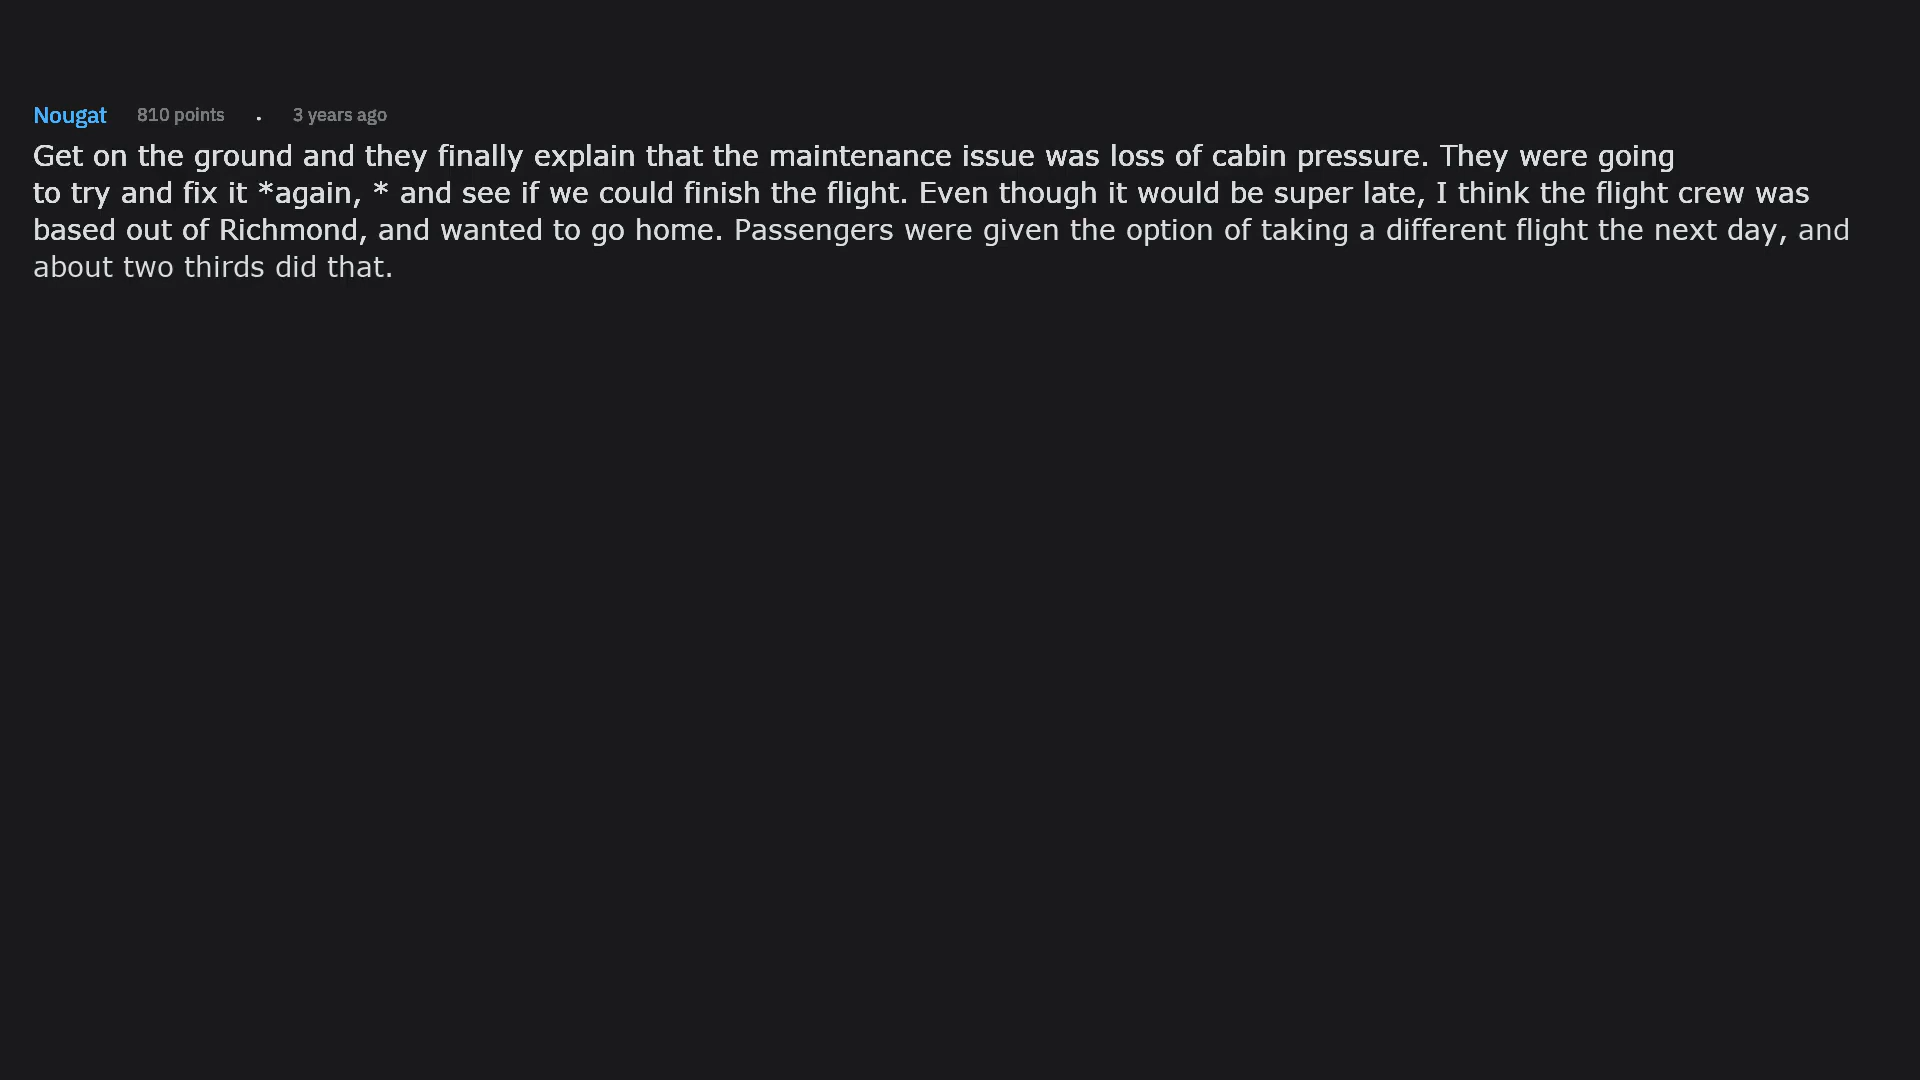 Nougat 810 points . 3 years ago
Get on the ground and they finally explain that the maintenance issue was loss of cabin pressure. They were going
to try and fix it *again, * and see if we could finish the flight. Even though it would be super late, I think the flight crew was
based out of Richmond, and wanted to go home. Passengers were given the option of taking a different flight the next day, and
about two thirds did that.